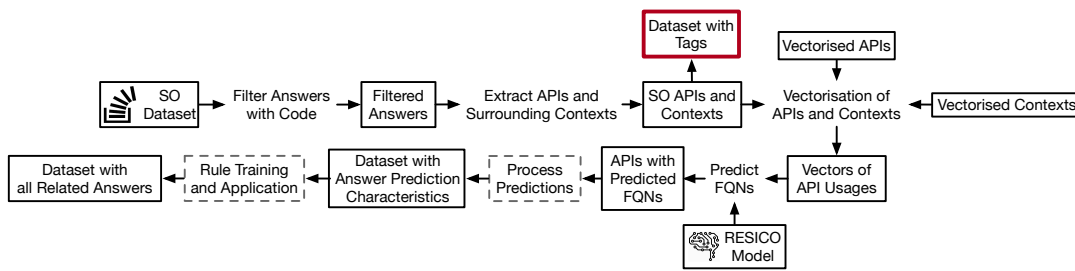 Dataset with
Tags
Vectorised APIs
SO
Dataset
Filter Answers
with Code
Filtered
Answers
Extract APIs and
Surrounding Contexts
SO APIs and
Contexts
Vectorisation of
APIs and Contexts
Vectorised Contexts
Dataset with
all Related Answers
Rule Training
and Application
Dataset with
Answer Prediction
Characteristics
Process
Predictions
APIs with
Predicted
FQNs
Predict
FQNs
Vectors of
API Usages
RESICO
Model